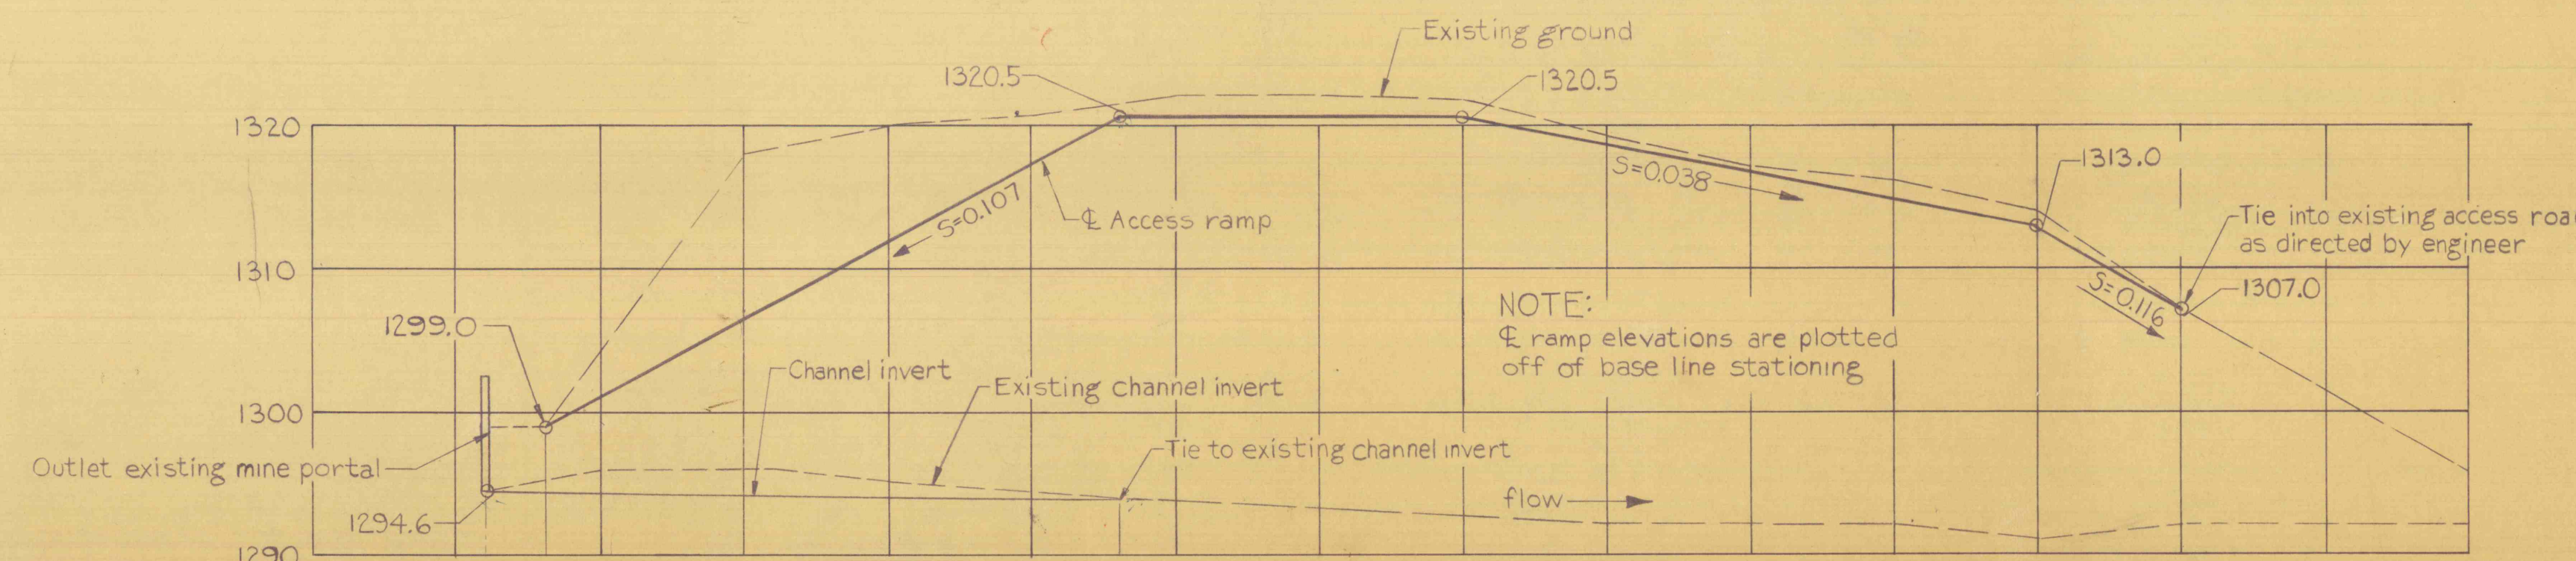 Existing ground
1320.5
1320.5
1320
1313.0
S=0.038
S=0.107
℄ Access ramp
Tie into existing access roa
as directed by engineer
1310
S=0.116
1307.0
NOTE:
℄ ramp elevations are plotted
off of base line stationing
1299.0
Channel invert
Existing channel invert
1300
Tie to existing channel invert
Outlet existing mine portal
flow
1294.6
1290